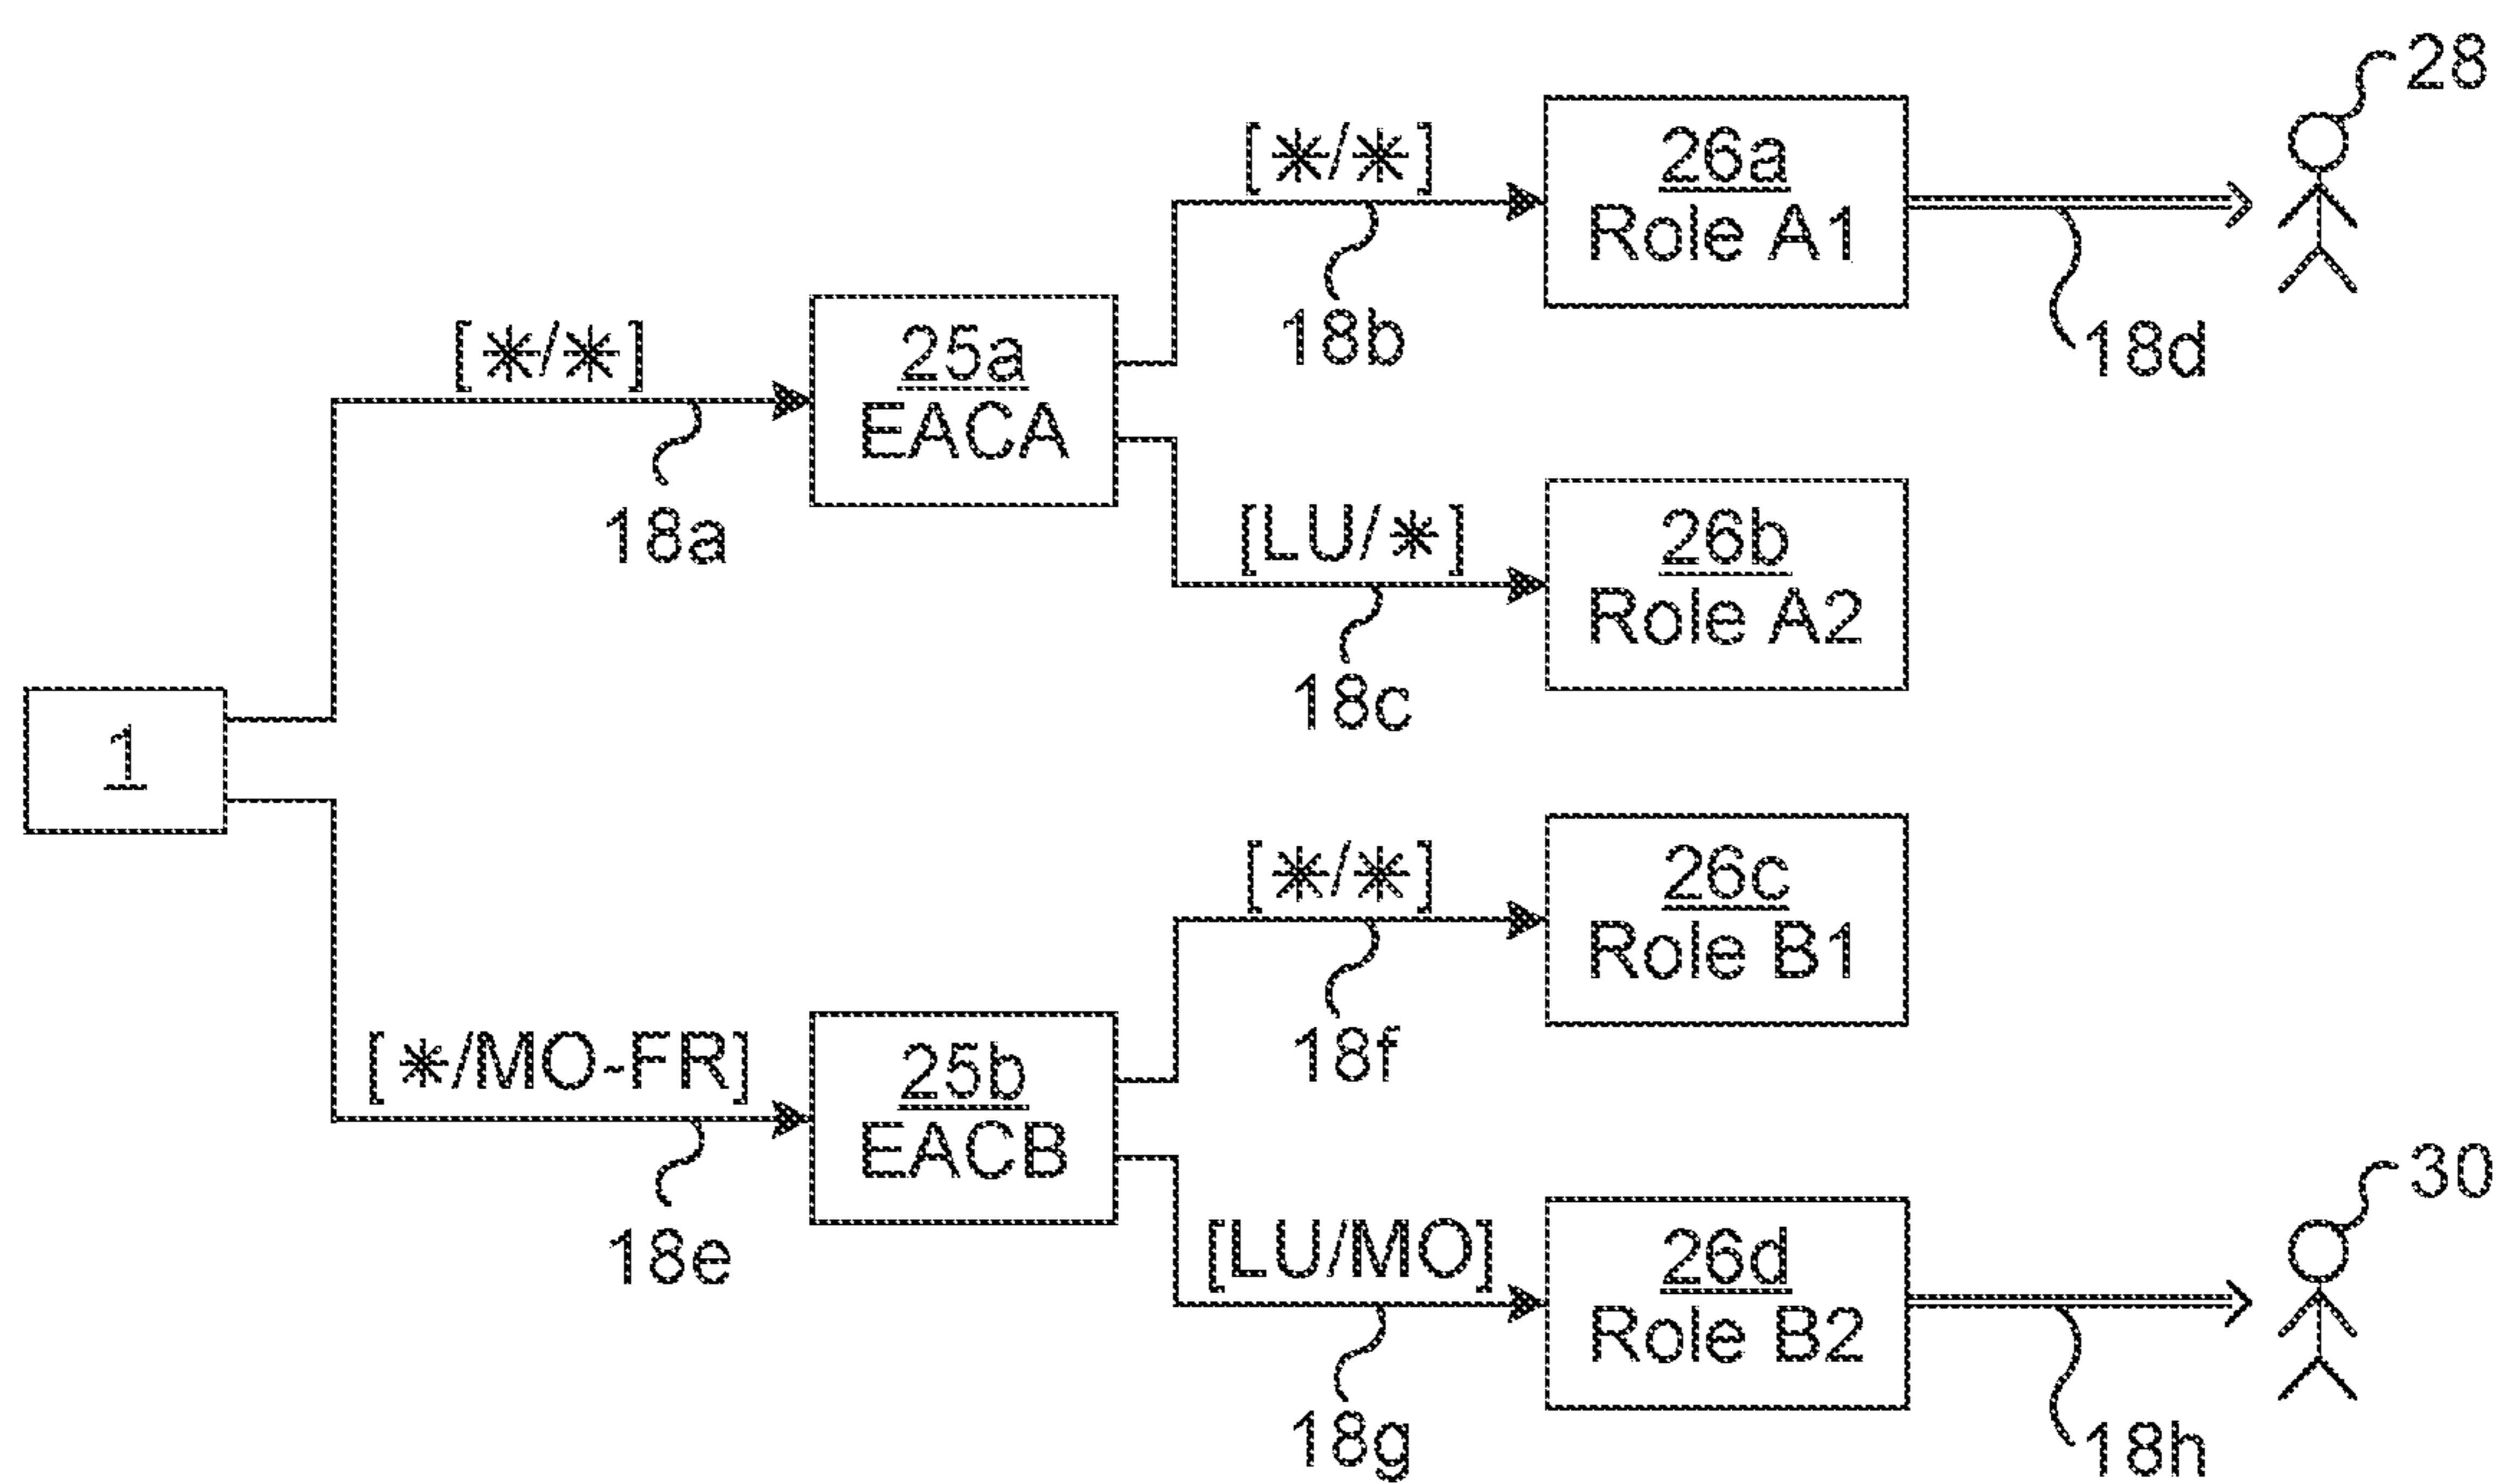 28
[*/*]
26a
Role A1
18b
18d
[*/*]
25a
EACA
18a
[LU/*]
26b
Role A2
18c
1
[*/*]
26c
Role B1
18f
[*/MO-FR]
25b
EACB
18e
30
[LU/MO]
26d
Role B2
18g
18h